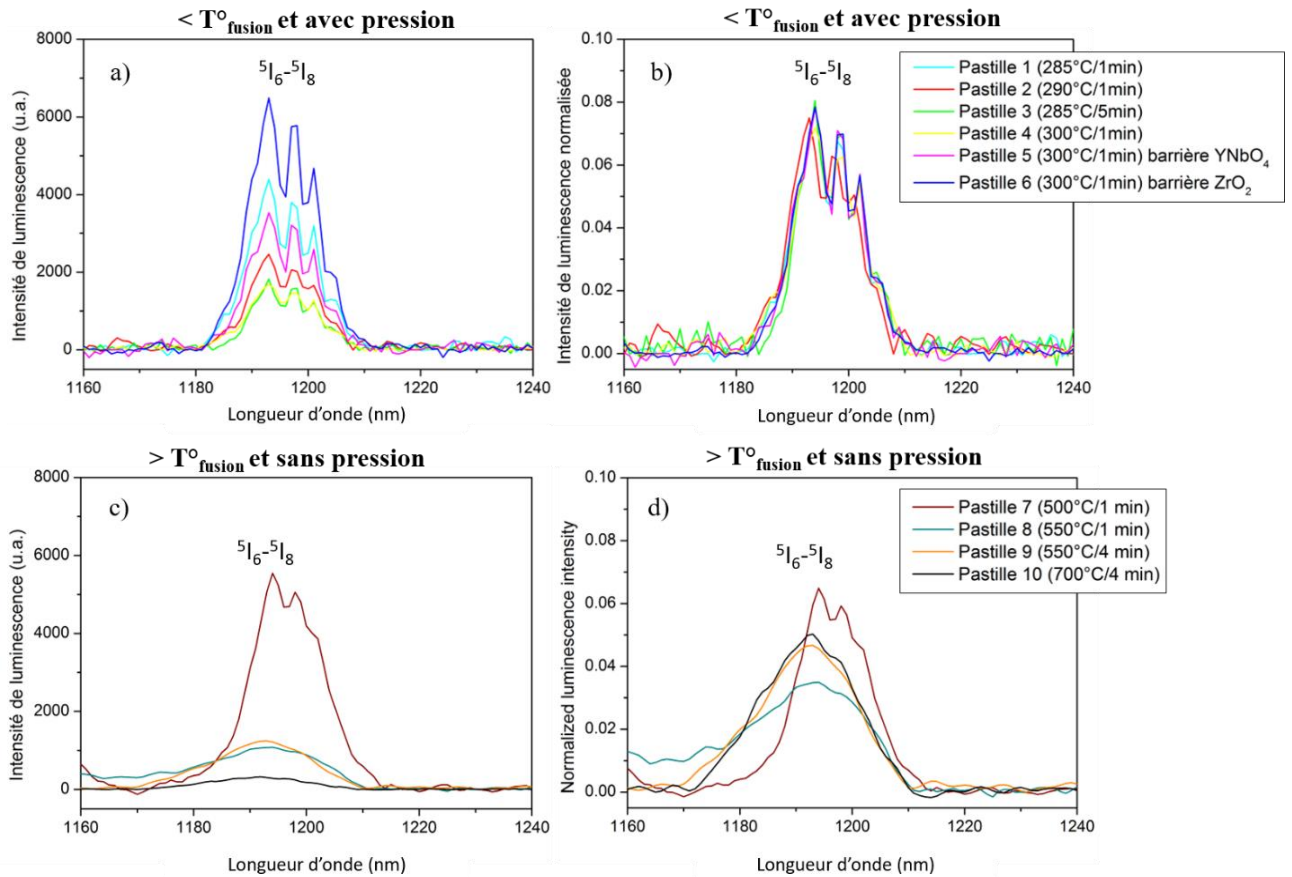 < T°fusion et avec pression
8000
6000
4000
2000
0
Intensité de luminescence (u.a.)
a)
⁵I₆-⁵I₈
1160 1180 1200 1220 1240
Longueur d'onde (nm)
< T°fusion et avec pression
0.10
0.08
0.06
0.04
0.02
0.00
Intensité de luminescence normalisée
b)
⁵I₆-⁵I₈
Pastille 1 (285°C/1min)
Pastille 2 (290°C/1min)
Pastille 3 (285°C/5min)
Pastille 4 (300°C/1min)
Pastille 5 (300°C/1min) barrière YNbO₄
Pastille 6 (300°C/1min) barrière ZrO₂
1160 1180 1200 1220 1240
Longueur d'onde (nm)
> T°fusion et sans pression
8000
6000
4000
2000
0
Intensité de luminescence (u.a.)
c)
⁵I₆-⁵I₈
1160 1180 1200 1220 1240
Longueur d'onde (nm)
> T°fusion et sans pression
0.10
0.08
0.06
0.04
0.02
0.00
Normalized luminescence intensity
d)
⁵I₆-⁵I₈
Pastille 7 (500°C/1 min)
Pastille 8 (550°C/1 min)
Pastille 9 (550°C/4 min)
Pastille 10 (700°C/4 min)
1160 1180 1200 1220 1240
Longueur d'onde (nm)